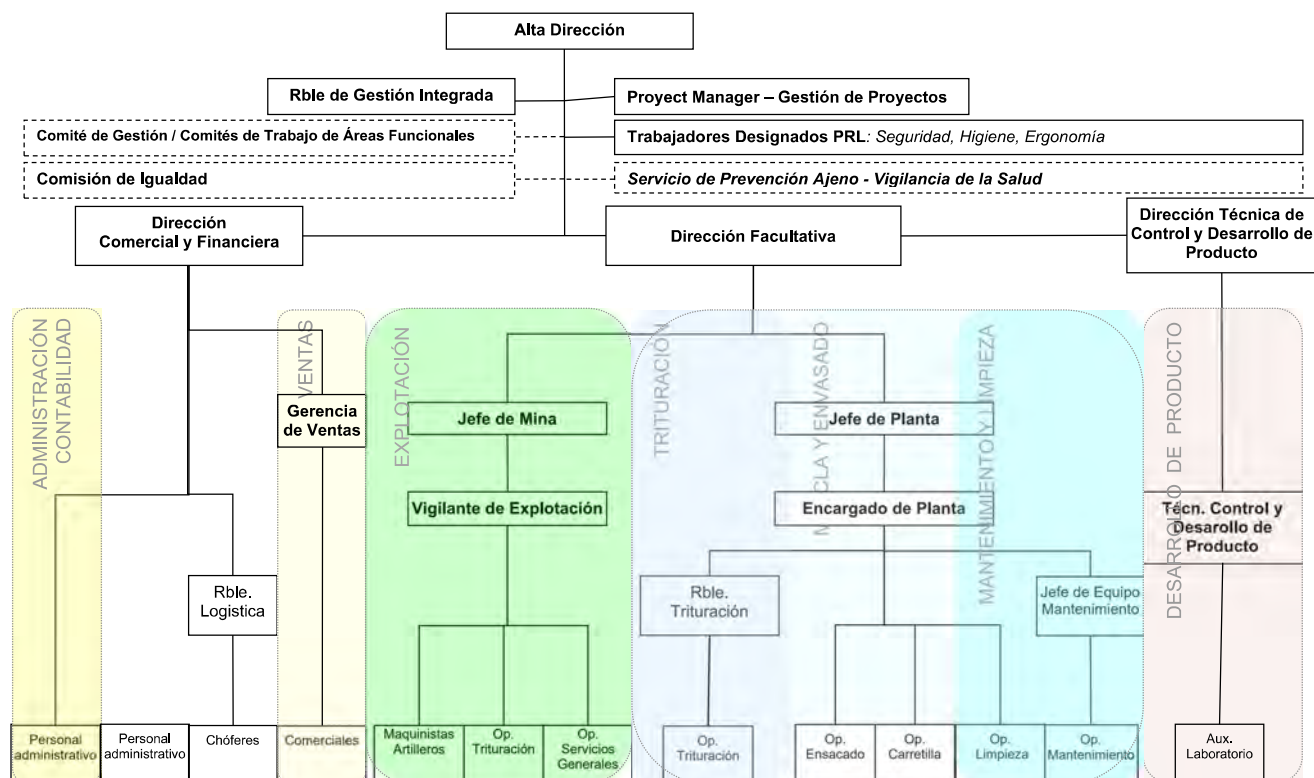 Alta Dirección
Rble de Gestión Integrada
Proyect Manager – Gestión de Proyectos
Comité de Gestión / Comités de Trabajo de Áreas Funcionales
Trabajadores Designados PRL: Seguridad, Higiene, Ergonomía
Comisión de Igualdad
Servicio de Prevención Ajeno - Vigilancia de la Salud
Dirección
Comercial y Financiera
Dirección Facultativa
Dirección Técnica de
Control y Desarrollo de
Producto
ADMINISTRACIÓN
CONTABILIDAD
VENTAS
EXPLOTACIÓN
TRITURACIÓN
CLA Y ENVASADO
MANTENIMIENTO Y LIMPIEZA
DESARROLLO DE PRODUCTO
Gerencia
de Ventas
Jefe de Mina
Jefe de Planta
Vigilante de Explotación
Encargado de Planta
Técn. Control y
Desarollo de
Producto
Rble.
Logistica
Rble.
Trituración
Jefe de Equipo
Mantenimiento
Personal
administrativo
Personal
administrativo
Chóferes
Comerciales
Maquinistas
Artilleros
Op.
Trituración
Op.
Servicios
Generales
Op.
Trituración
Op.
Ensacado
Op.
Carretilla
Op.
Limpieza
Op.
Mantenimiento
Aux.
Laboratorio